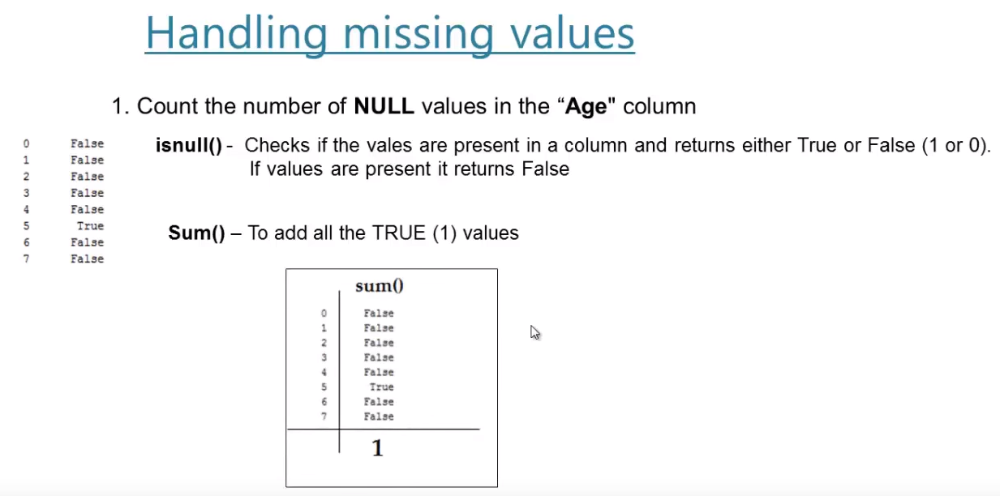 Handling missing values
1. Count the number of NULL values in the “Age" column
0 False
1 False
2 False
3 False
4 False
5 True
6 False
7 False
isnull() - Checks if the vales are present in a column and returns either True or False (1 or 0).
If values are present it returns False
Sum() – To add all the TRUE (1) values
sum()
0 False
1 False
2 False
3 False
4 False
5 True
6 False
7 False
1